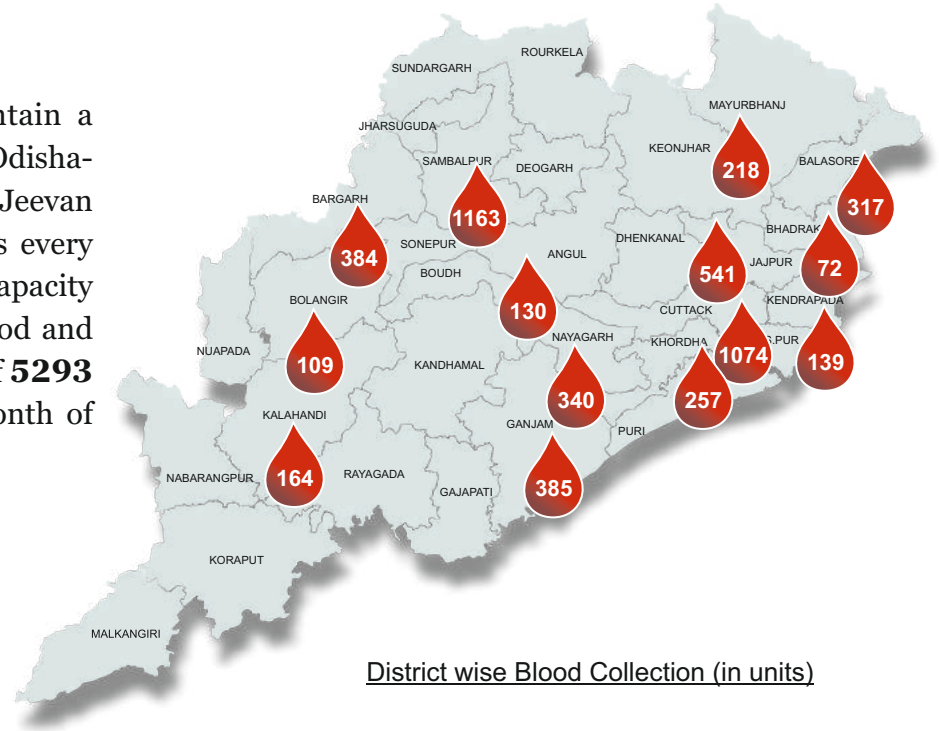 ntain a
Odisha-
Jeevan
s every
apacity
od and
f 5293
onth of
ROURKELA
SUNDARGARH
MAYURBHANJ
JHARSUGUDA
KEONJHAR
SAMBALPUR
DEOGARH
BALASORE
218
BARGARH
1163
317
BHADRAK
DHENKANAL
SONEPUR
ANGUL
384
BOUDH
541
JAJPUR
72
BOLANGIR
130
CUTTACK
KENDRAPADA
NAYAGARH
KHORDHA
S.PUR
NUAPADA
109
KANDHAMAL
1074
139
340
257
KALAHANDI
GANJAM
PURI
NABARANGPUR
164
RAYAGADA
GAJAPATI
385
KORAPUT
MALKANGIRI
District wise Blood Collection (in units)